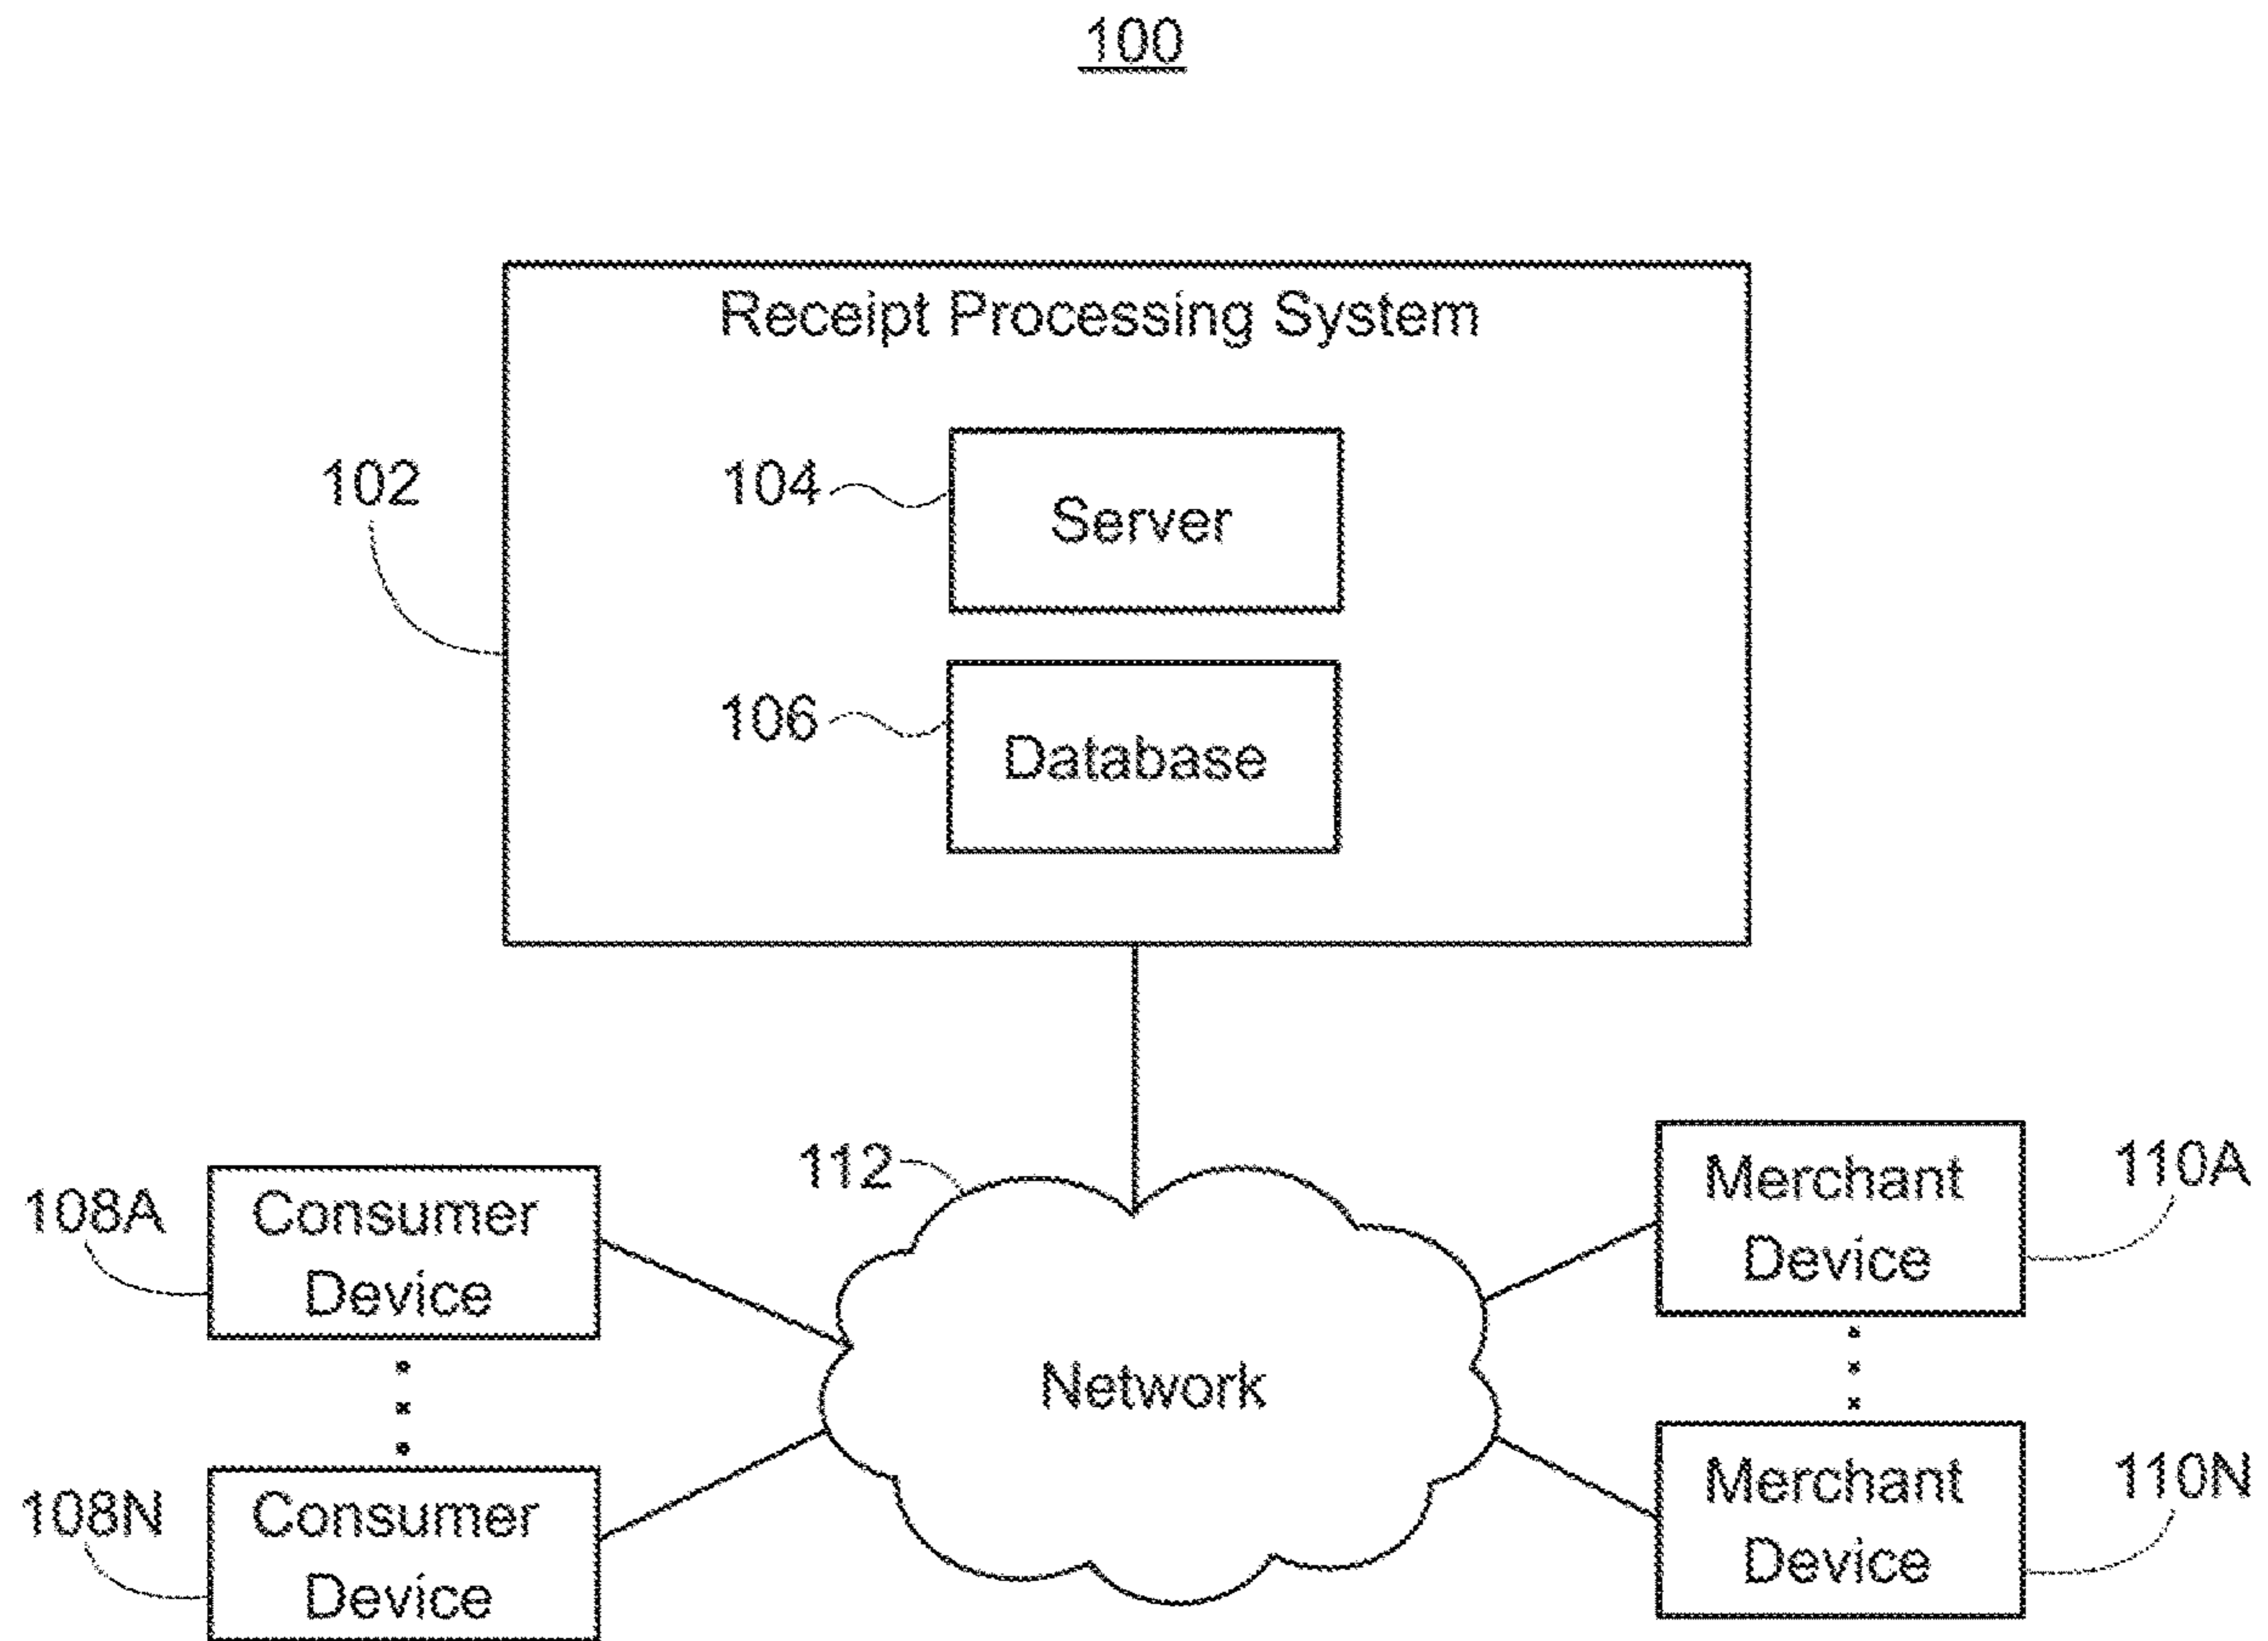 100
Receipt Processing System
102
104
Server
106
Database
112
108A
Consumer
Device
Network
Merchant
Device
110A
108N
Consumer
Device
Merchant
Device
110N